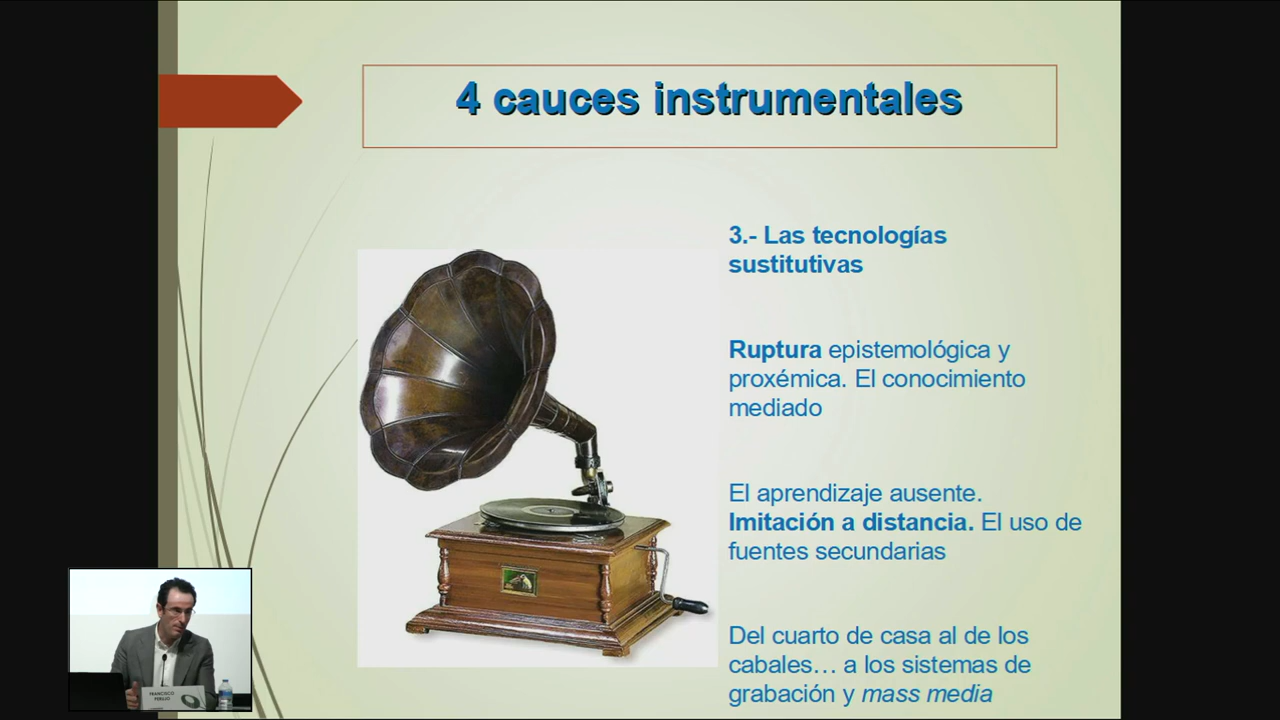 4 cauces instrumentales
3.- Las tecnologías
sustitutivas
Ruptura epistemológica y
proxémica. El conocimiento
mediado
El aprendizaje ausente.
Imitación a distancia. El uso de
fuentes secundarias
Del cuarto de casa al de los
cabales… a los sistemas de
grabación y mass media
FRANCISCO
PERUJO